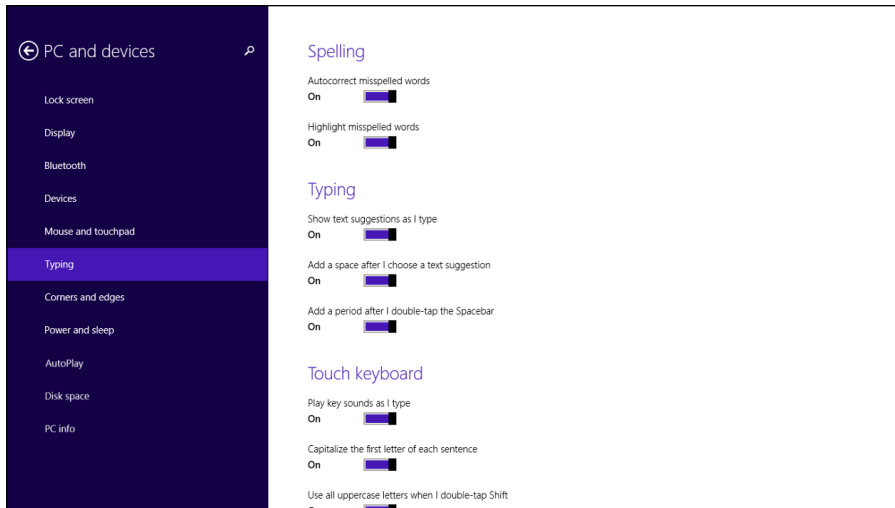 PC and devices
Lock screen
Display
Bluetooth
Devices
Mouse and touchpad
Typing
Corners and edges
Power and sleep
AutoPlay
Disk space
PC info
Spelling
Autocorrect misspelled words
On
Highlight misspelled words
On
Typing
Show text suggestions as I type
On
Add a space after I choose a text suggestion
On
Add a period after I double-tap the Spacebar
On
Touch keyboard
Play key sounds as I type
On
Capitalize the first letter of each sentence
On
Use all uppercase letters when I double-tap Shift